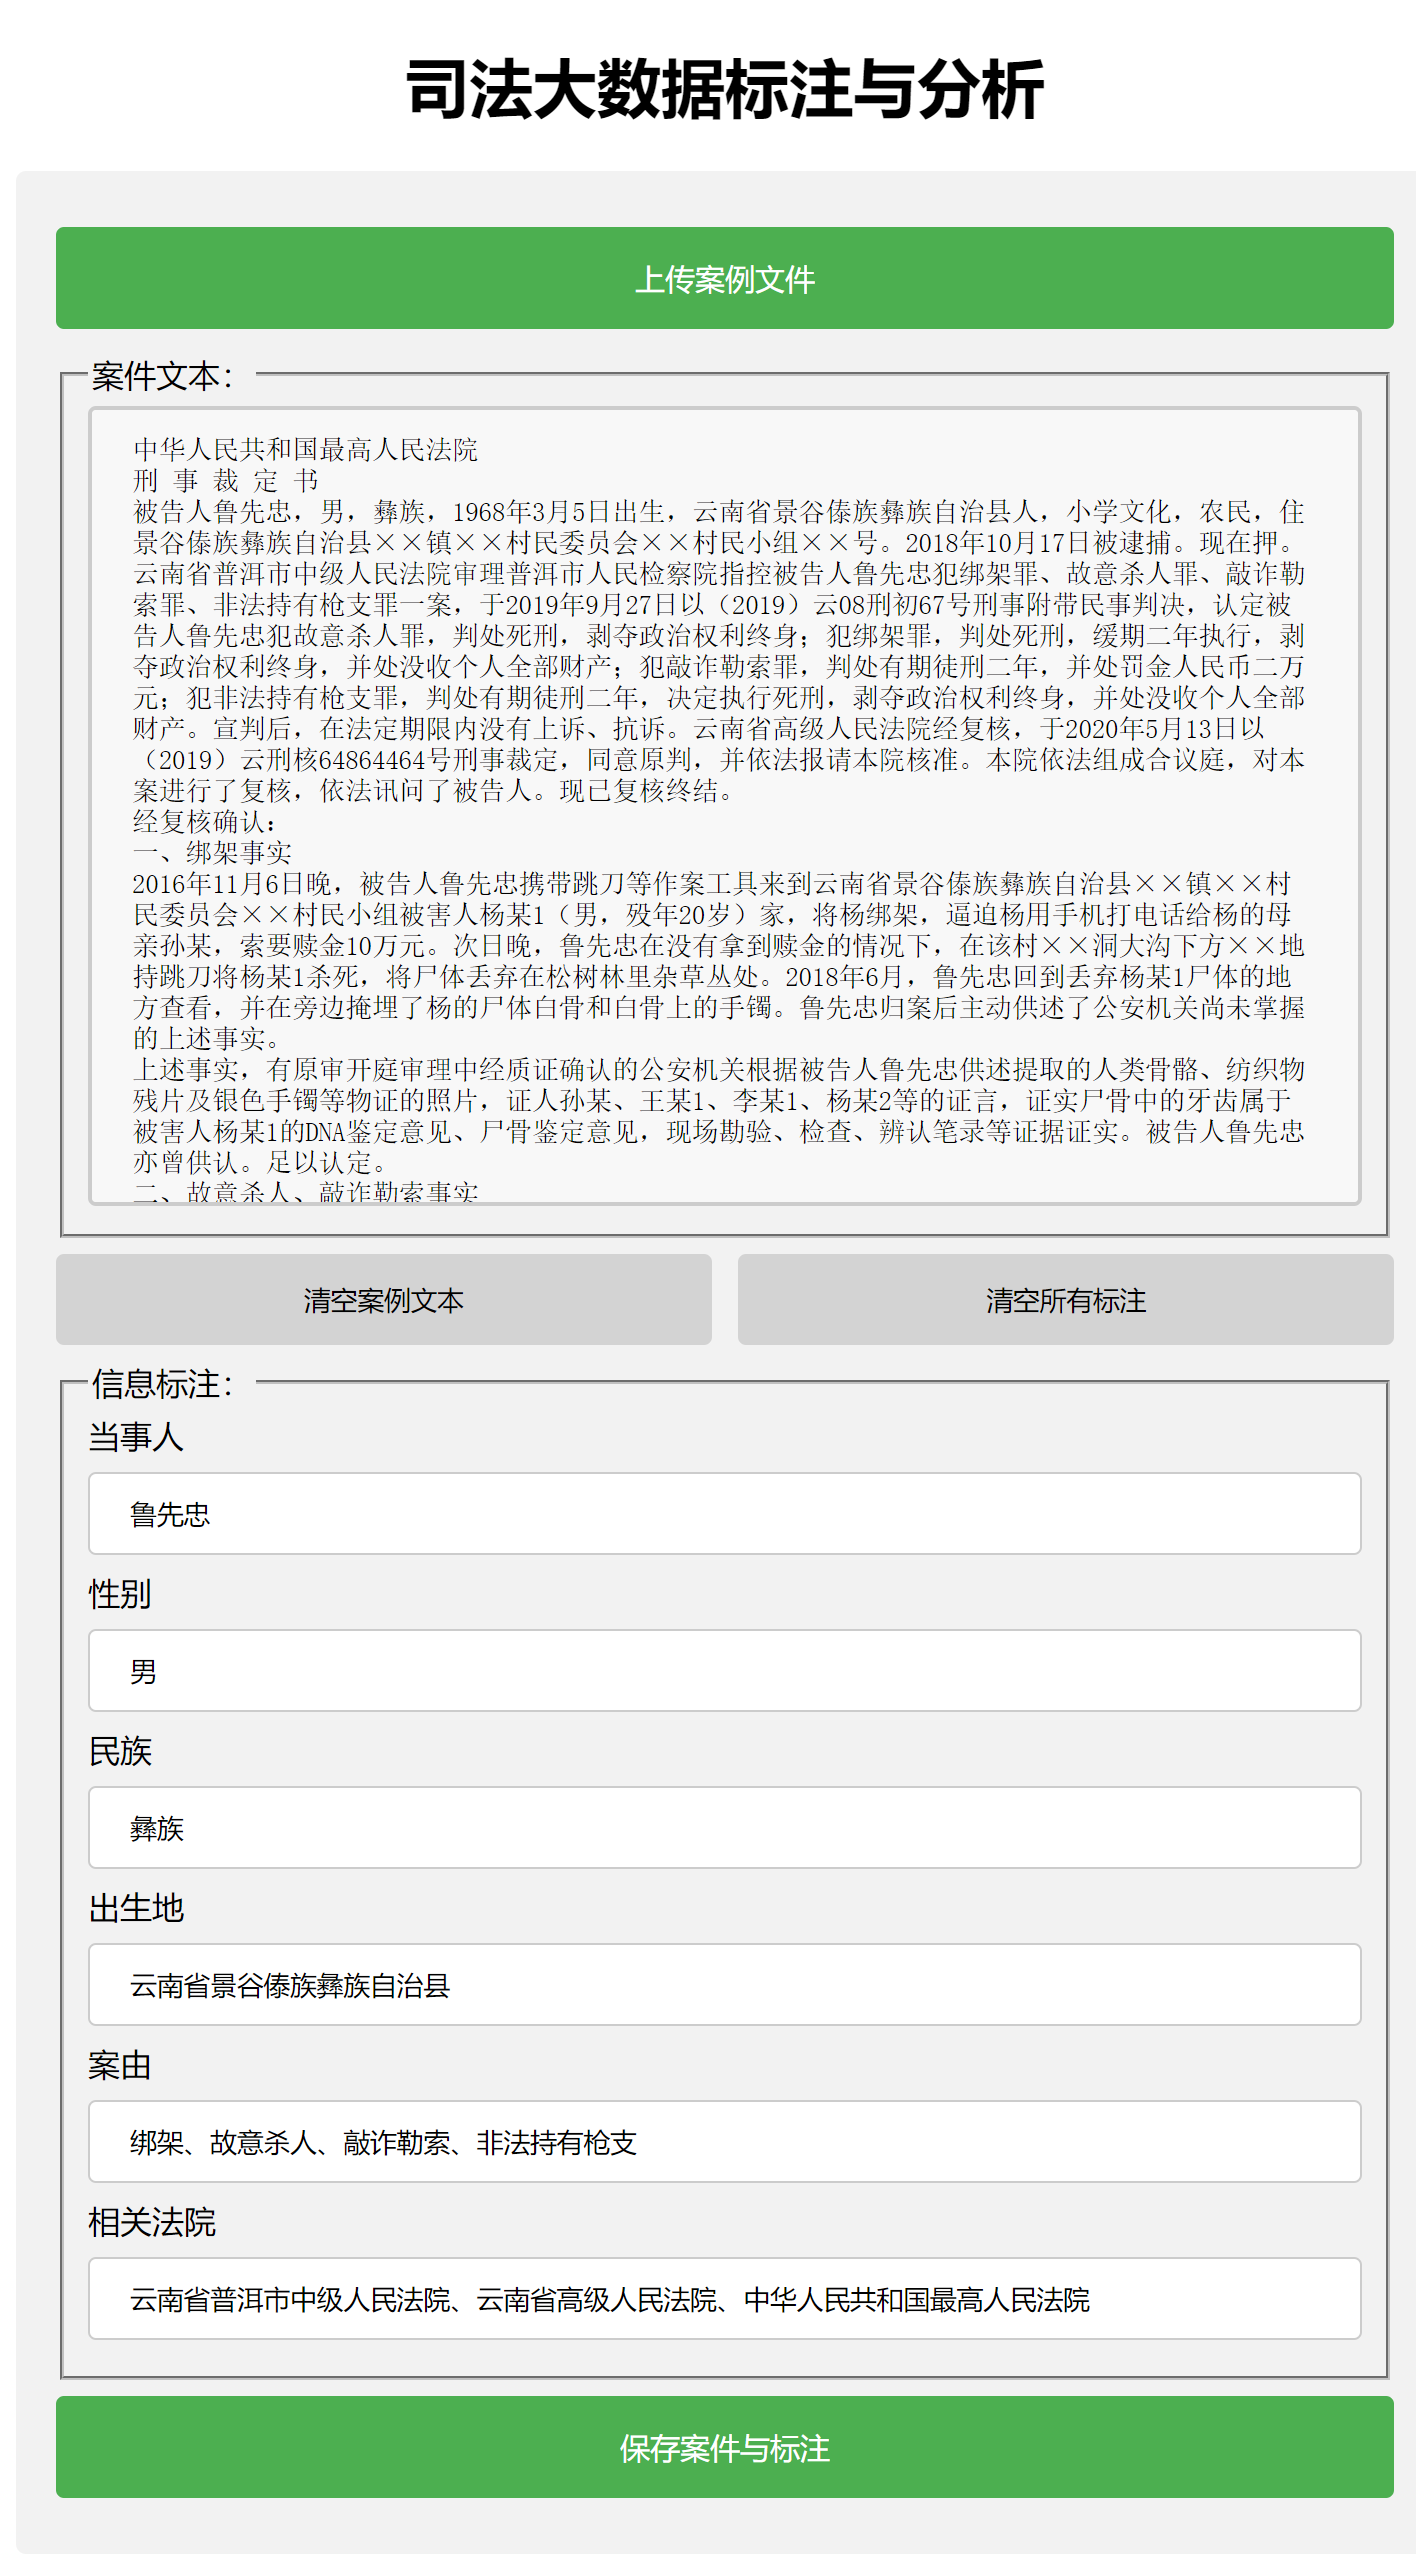 司法大数据标注与分析
上传案例文件
案件文本：
中华人民共和国最高人民法院
刑 事 裁 定 书
被告人鲁先忠，男，彝族，1968年3月5日出生，云南省景谷傣族彝族自治县人，小学文化，农民，住
景谷傣族彝族自治县××镇××村民委员会××村民小组××号。2018年10月17日被逮捕。现在押。
云南省普洱市中级人民法院审理普洱市人民检察院指控被告人鲁先忠犯绑架罪、故意杀人罪、敲诈勒
索罪、非法持有枪支罪一案，于2019年9月27日以（2019）云08刑初67号刑事附带民事判决，认定被
告人鲁先忠犯故意杀人罪，判处死刑，剥夺政治权利终身；犯绑架罪，判处死刑，缓期二年执行，剥
夺政治权利终身，并处没收个人全部财产；犯敲诈勒索罪，判处有期徒刑二年，并处罚金人民币二万
元；犯非法持有枪支罪，判处有期徒刑二年，决定执行死刑，剥夺政治权利终身，并处没收个人全部
财产。宣判后，在法定期限内没有上诉、抗诉。云南省高级人民法院经复核，于2020年5月13日以
（2019）云刑核64864464号刑事裁定，同意原判，并依法报请本院核准。本院依法组成合议庭，对本
案进行了复核，依法讯问了被告人。现已复核终结。
经复核确认：
一、绑架事实
2016年11月6日晚，被告人鲁先忠携带跳刀等作案工具来到云南省景谷傣族彝族自治县××镇××村
民委员会××村民小组被害人杨某1（男，殁年20岁）家，将杨绑架，逼迫杨用手机打电话给杨的母
亲孙某，索要赎金10万元。次日晚，鲁先忠在没有拿到赎金的情况下，在该村××洞大沟下方××地
持跳刀将杨某1杀死，将尸体丢弃在松树林里杂草丛处。2018年6月，鲁先忠回到丢弃杨某1尸体的地
方查看，并在旁边掩埋了杨的尸体白骨和白骨上的手镯。鲁先忠归案后主动供述了公安机关尚未掌握
的上述事实。
上述事实，有原审开庭审理中经质证确认的公安机关根据被告人鲁先忠供述提取的人类骨骼、纺织物
残片及银色手镯等物证的照片，证人孙某、王某1、李某1、杨某2等的证言，证实尸骨中的牙齿属于
被害人杨某1的DNA鉴定意见、尸骨鉴定意见，现场勘验、检查、辨认笔录等证据证实。被告人鲁先忠
亦曾供认。足以认定。
二、故意杀人、敲诈勒索事实
清空案例文本
清空所有标注
信息标注：
当事人
鲁先忠
性别
男
民族
彝族
出生地
云南省景谷傣族彝族自治县
案由
绑架、故意杀人、敲诈勒索、非法持有枪支
相关法院
云南省普洱市中级人民法院、云南省高级人民法院、中华人民共和国最高人民法院
保存案件与标注